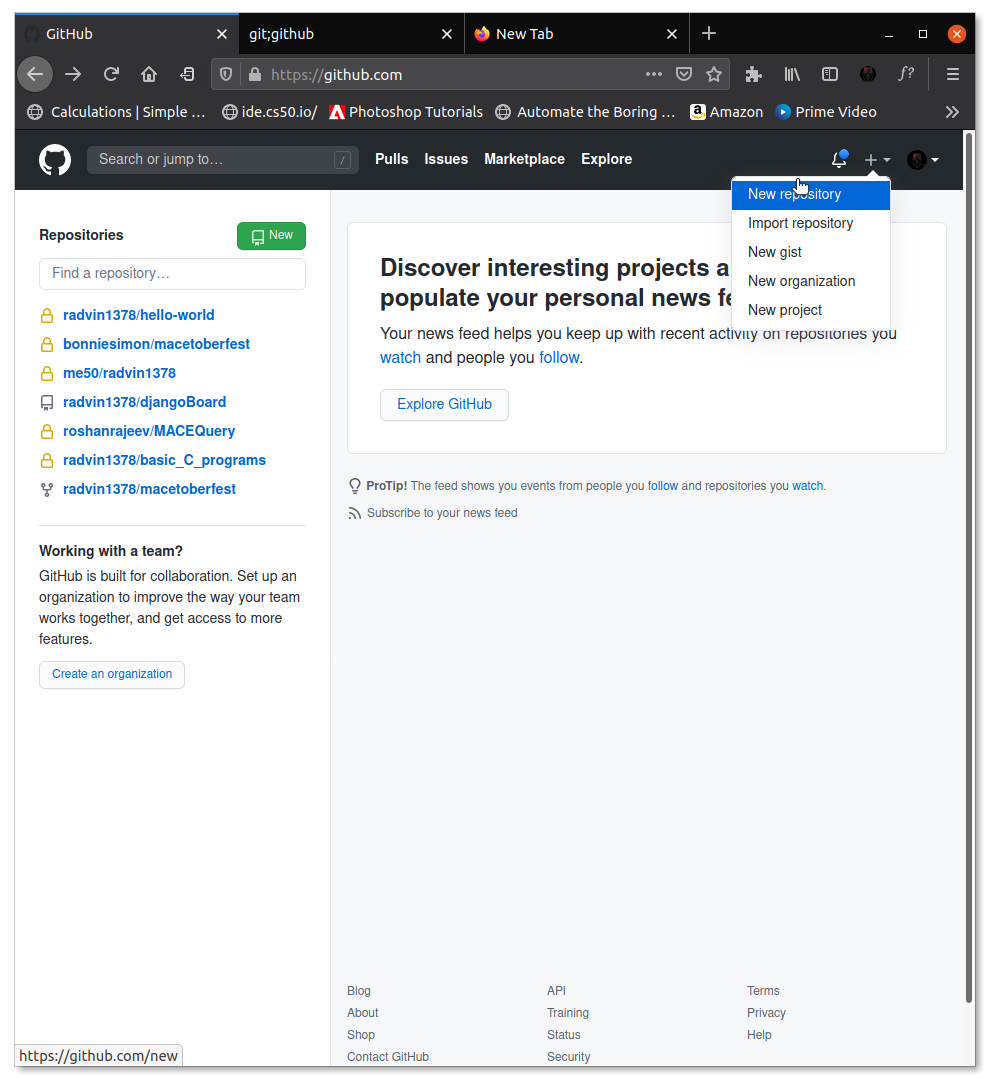 GitHub
git;github
New Tab
https://github.com
f?
Calculations | Simple …
ide.cs50.io/
Photoshop Tutorials
Automate the Boring …
a Amazon
Prime Video
Search or jump to…
/
Pulls
Issues
Marketplace
Explore
New repository
Import repository
New gist
New organization
New project
Repositories
New
Find a repository…
radvin1378/hello-world
bonniesimon/macetoberfest
me50/radvin1378
radvin1378/djangoBoard
roshanrajeev/MACEQuery
radvin1378/basic_C_programs
radvin1378/macetoberfest
Working with a team?
GitHub is built for collaboration. Set up an
organization to improve the way your team
works together, and get access to more
features.
Create an organization
Discover interesting projects a
populate your personal news fe
Your news feed helps you keep up with recent activity on repositories you
watch and people you follow.
Explore GitHub
ProTip! The feed shows you events from people you follow and repositories you watch.
Subscribe to your news feed
Blog
About
Shop
Contact GitHub
API
Training
Status
Security
Terms
Privacy
Help
https://github.com/new